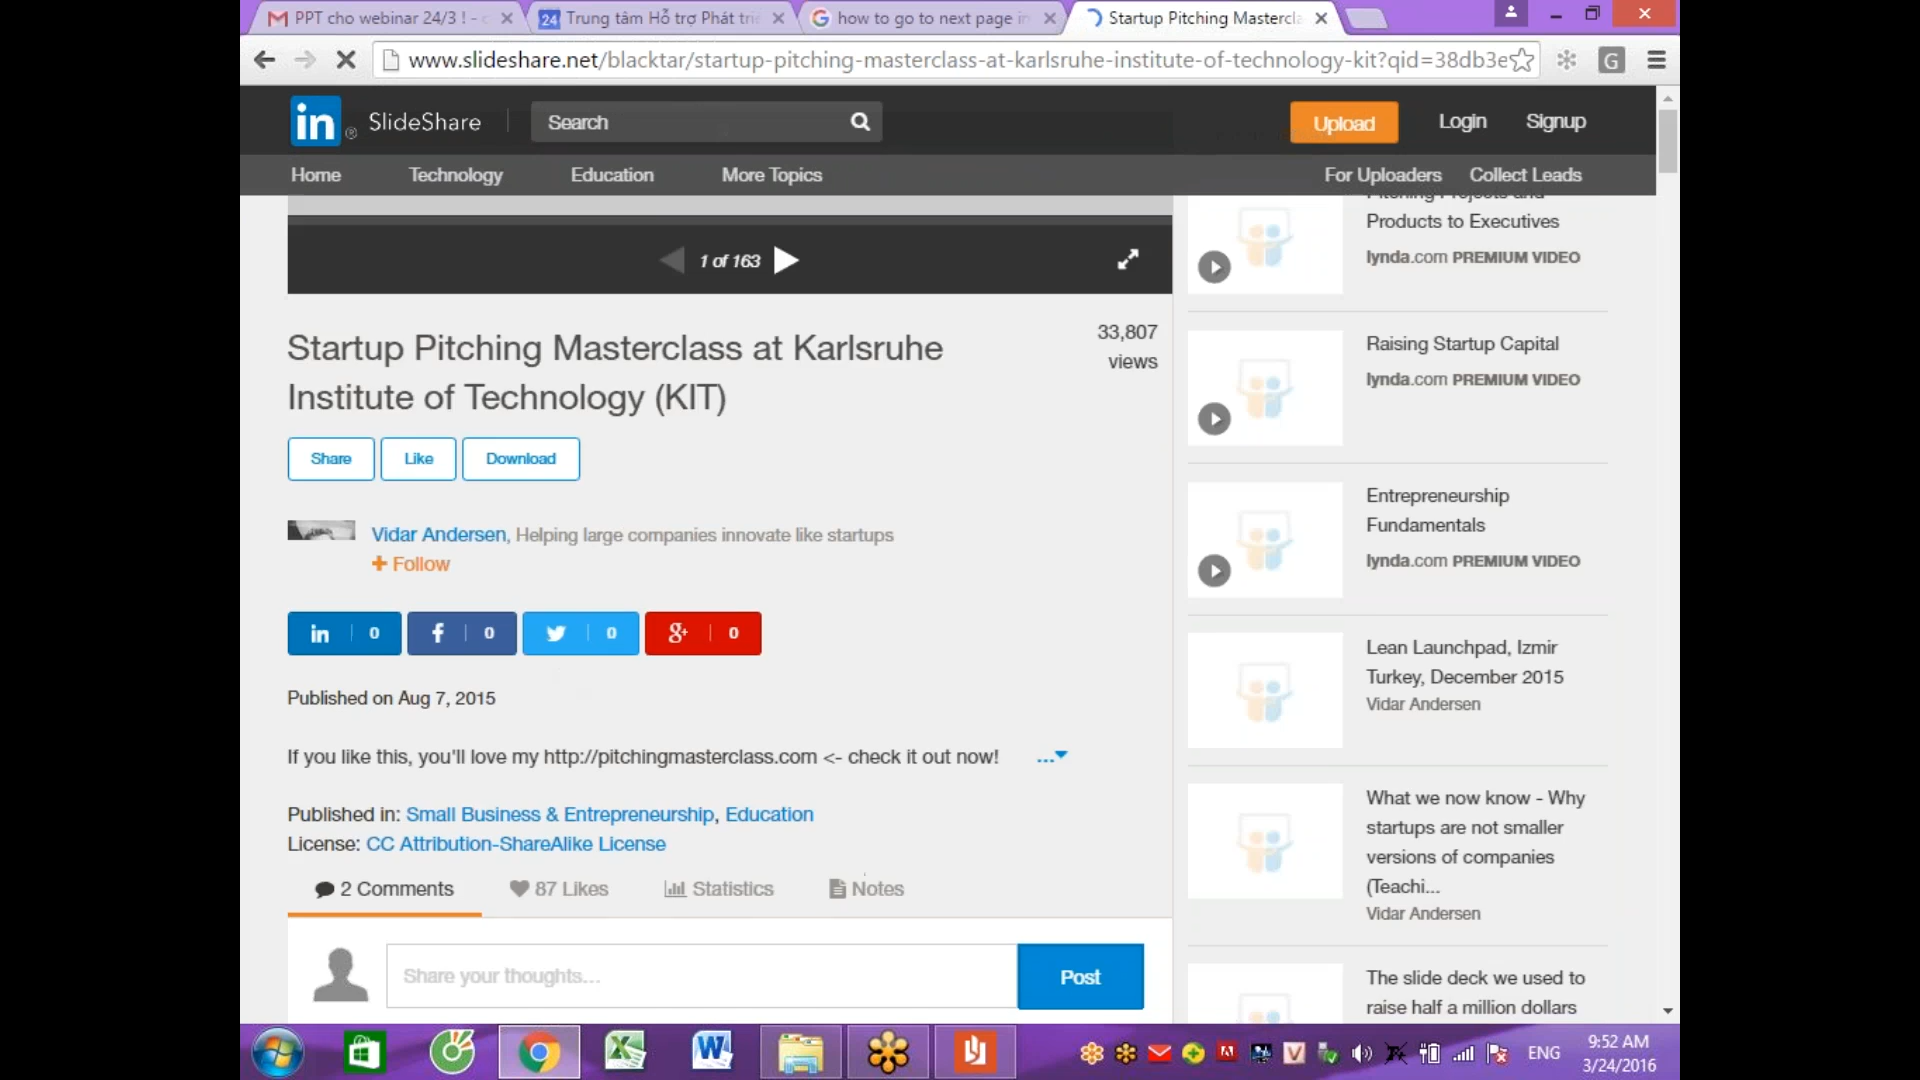 PPT cho webinar 24/3 ! -
24 Trung tâm Hỗ trợ Phát
how to go to next page in
Startup Pitching Mastercla
www.slideshare.net/blacktar/startup-pitching-masterclass-at-karlsruhe-institute-of-technology-kit?qid=38db3e
G
in ® SlideShare
Search
Upload
Login
Signup
Home
Technology
Education
More Topics
For Uploaders
Collect Leads
1 of 163
Startup Pitching Masterclass at Karlsruhe
Institute of Technology (KIT)
33,807
views
Share
Like
Download
Vidar Andersen, Helping large companies innovate like startups
+ Follow
in 0
f 0
0
g+ 0
Published on Aug 7, 2015
If you like this, you'll love my http://pitchingmasterclass.com <- check it out now!
...
Published in: Small Business & Entrepreneurship, Education
License: CC Attribution-ShareAlike License
2 Comments
87 Likes
Statistics
Notes
Share your thoughts...
Post
Pitching Projects and
Products to Executives
lynda.com PREMIUM VIDEO
Raising Startup Capital
lynda.com PREMIUM VIDEO
Entrepreneurship
Fundamentals
lynda.com PREMIUM VIDEO
Lean Launchpad, Izmir
Turkey, December 2015
Vidar Andersen
What we now know - Why
startups are not smaller
versions of companies
(Teachi...
Vidar Andersen
The slide deck we used to
raise half a million dollars
ENG
9:52 AM
3/24/2016